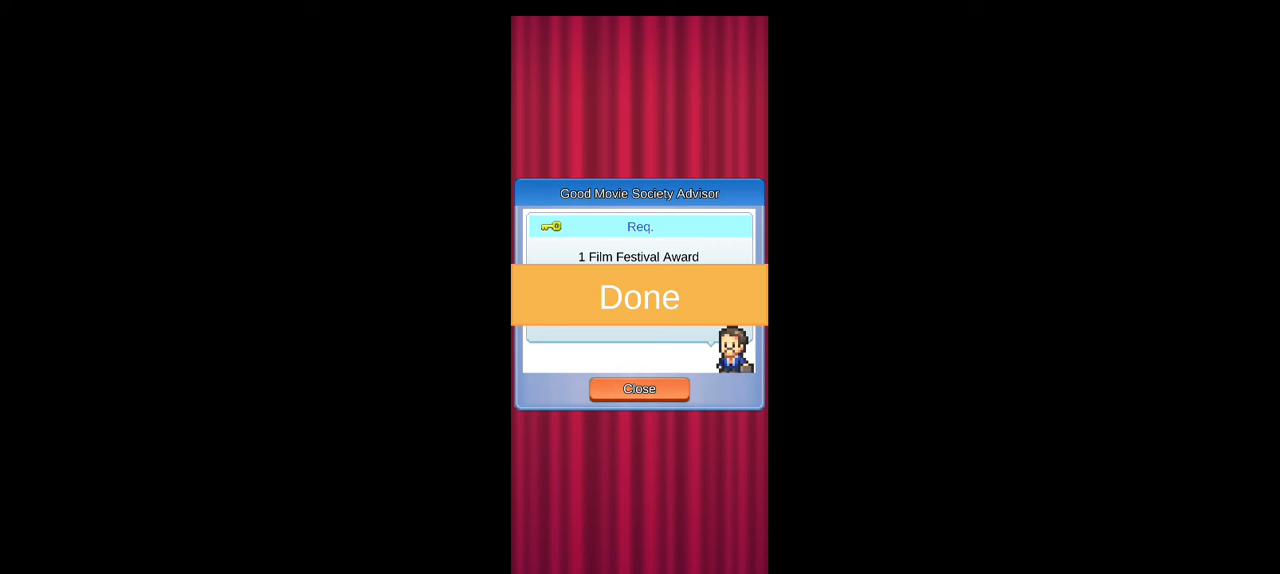 Good Movie Society Advisor
Req.
1 Film Festival Award
Done
Close